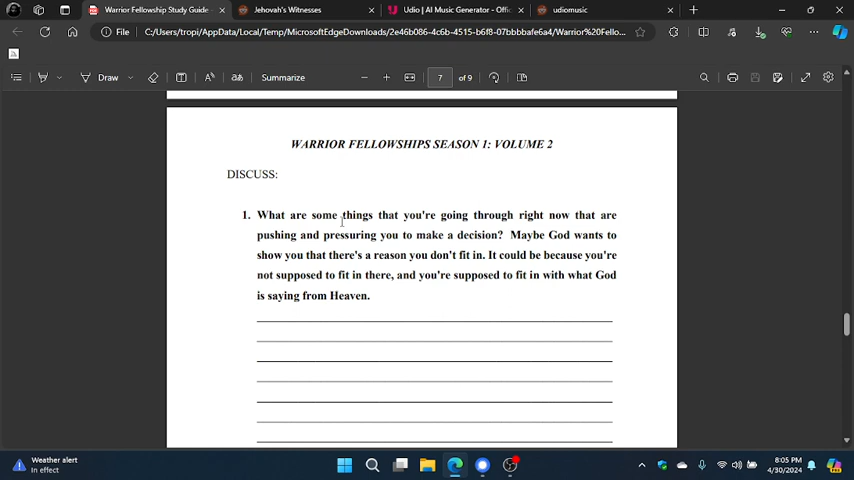 Warrior Fellowship Study Guide -
Jehovah's Witnesses
Udio | AI Music Generator - Offic
udiomusic
File
C:/Users/tropi/AppData/Local/Temp/MicrosoftEdgeDownloads/2e46b086-4c6b-4515-b6f8-07bbbbafe6a4/Warrior%20Fello...
Draw
Summarize
7 of 9
WARRIOR FELLOWSHIPS SEASON 1: VOLUME 2
DISCUSS:
1. What are some things that you're going through right now that are
pushing and pressuring you to make a decision? Maybe God wants to
show you that there's a reason you don't fit in. It could be because you're
not supposed to fit in there, and you're supposed to fit in with what God
is saying from Heaven.
Weather alert
In effect
8:05 PM
4/30/2024